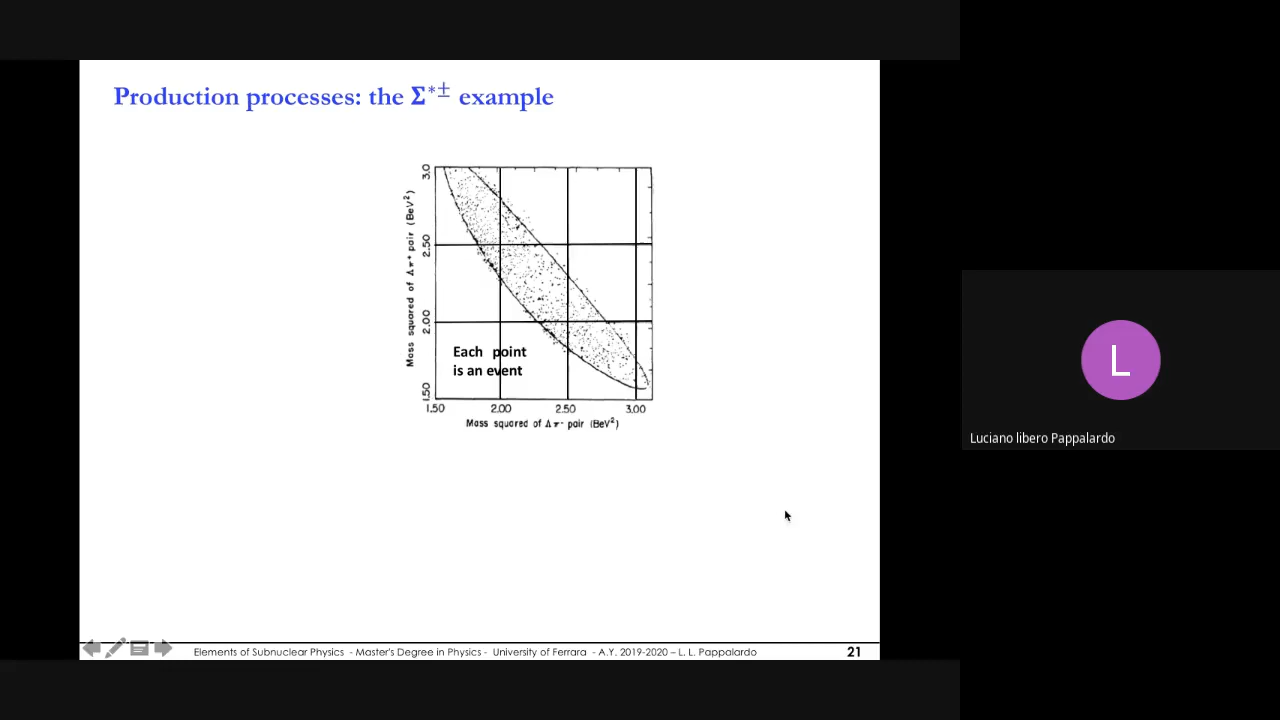 Production processes: the Σ*± example
3.0
2.50
2.00
1.50
Mass squared of Λπ⁺ pair (BeV²)
Each point
is an event
1.50 2.00 2.50 3.00
Mass squared of Λπ⁻ pair (BeV²)
L
Luciano libero Pappalardo
Elements of Subnuclear Physics - Master's Degree in Physics - University of Ferrara - A.Y. 2019-2020 – L. L. Pappalardo 21